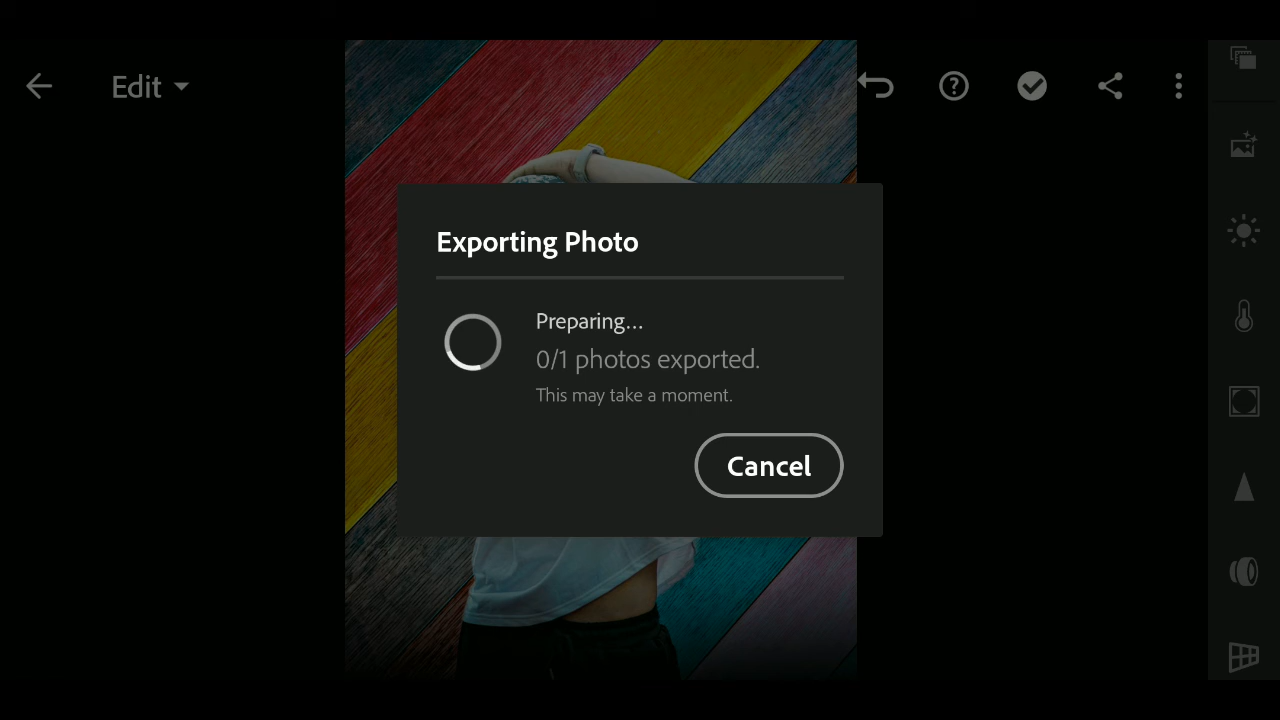 Edit
Exporting Photo
Preparing...
0/1 photos exported.
This may take a moment.
Cancel